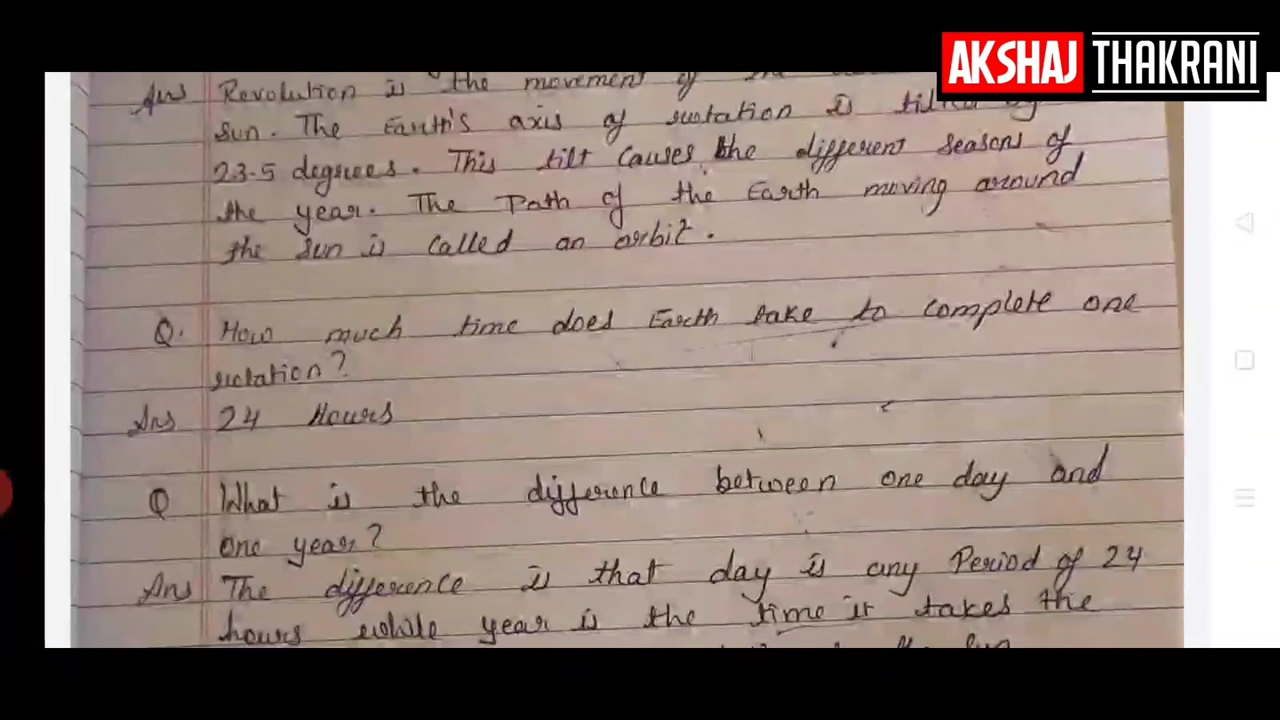 AKSHAJ THAKRANI
Ans Revolution is the movement of the
sun. The Earth's axis of rotation is tilted by
23.5 degrees. This tilt causes the different seasons of
the year. The Path of the Earth moving around
the sun is called an orbit.
Q. How much time does Earth take to complete one
rotation?
Ans 24 Hours
Q What is the difference between one day and
one year?
Ans The difference is that day is any Period of 24
hours while year is the time it takes the